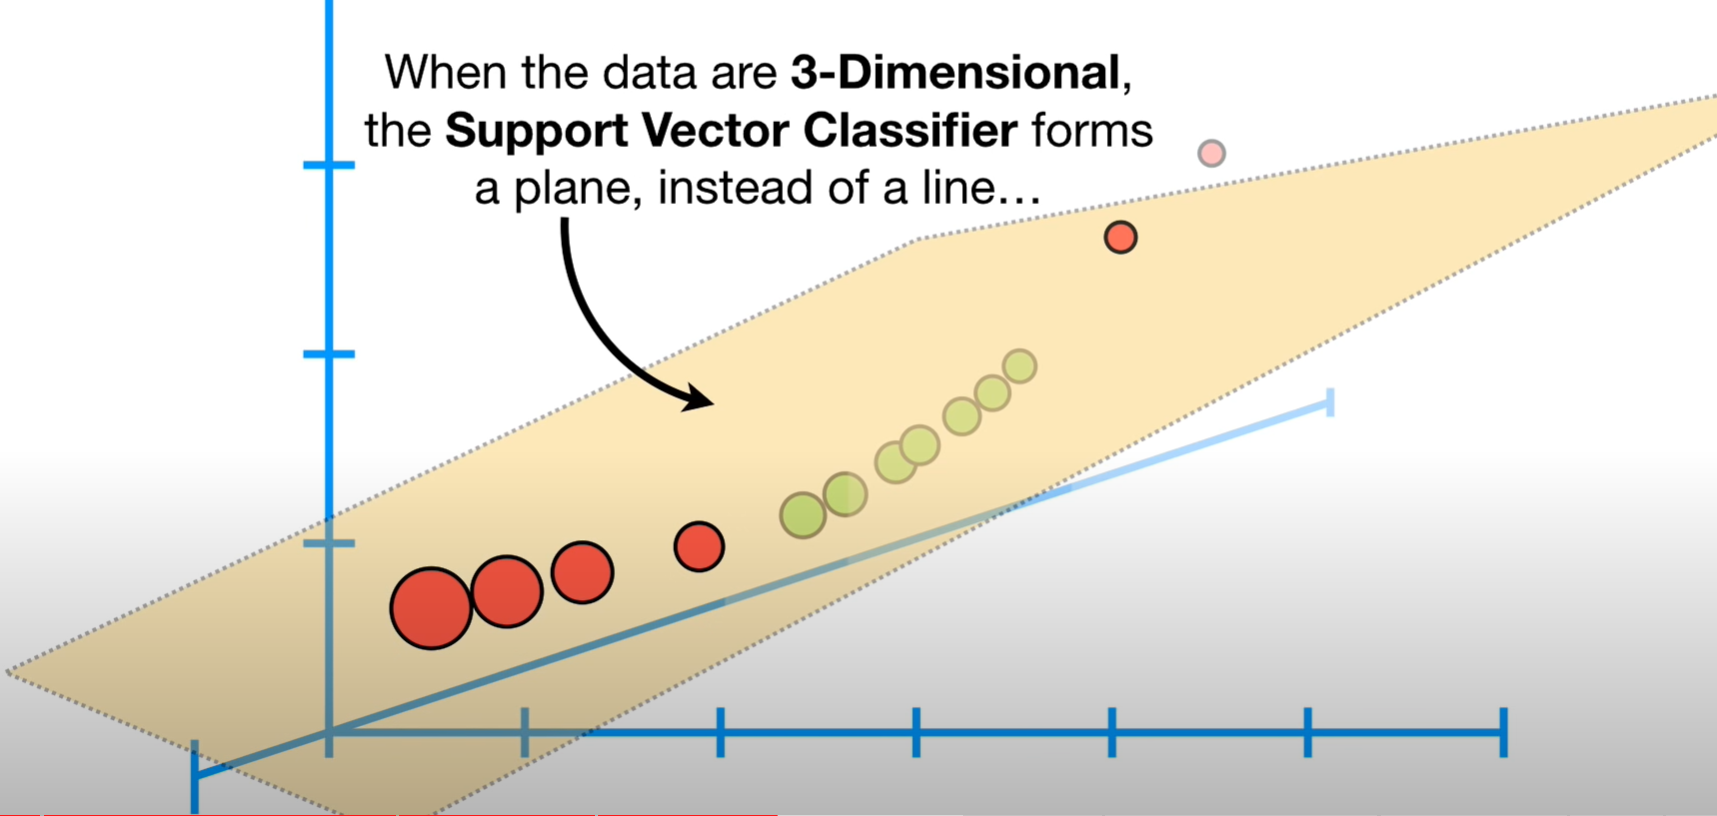 When the data are 3-Dimensional,
the Support Vector Classifier forms
a plane, instead of a line…